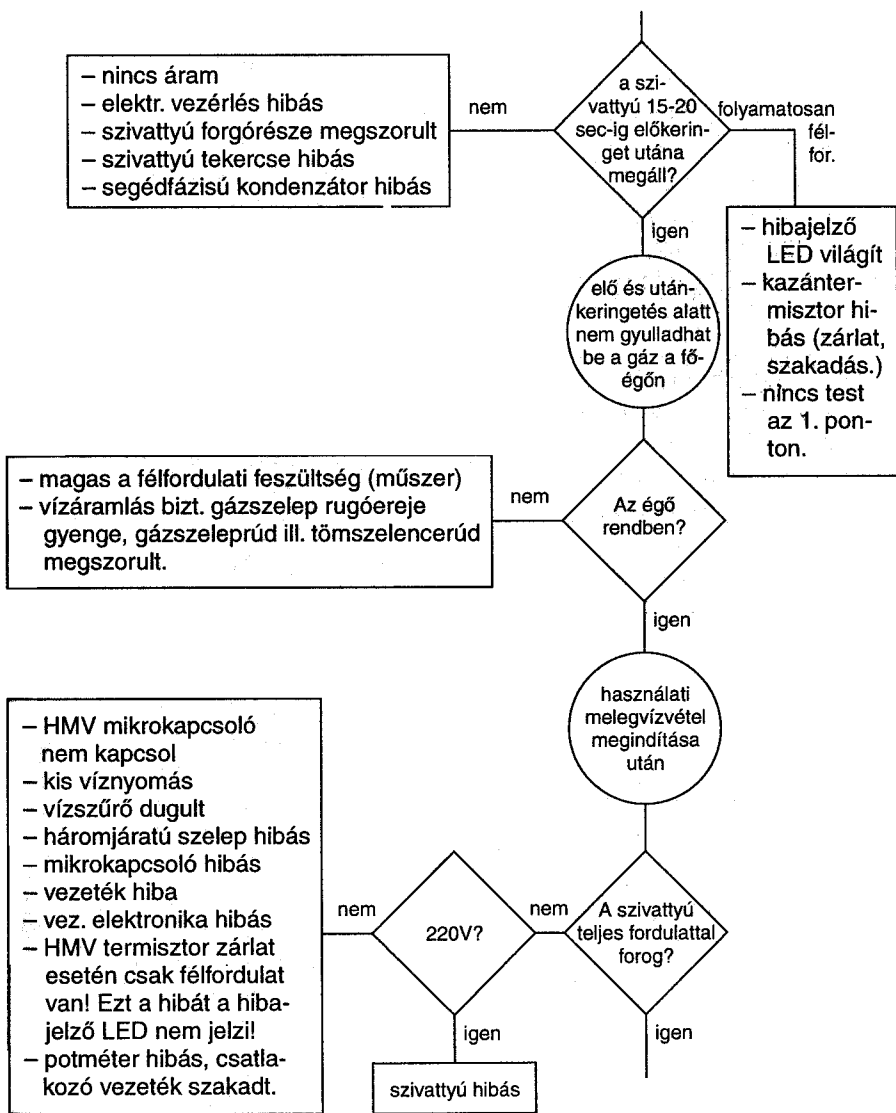 – nincs áram
– elektr. vezérlés hibás
– szivattyú forgórésze megszorult
– szivattyú tekercse hibás
– segédfázisú kondenzátor hibás
nem
a szi-
vattyú 15-20
sec-ig előkerin-
get utána
megáll?
folyamatosan
fél-
for.
igen
– hibajelző
LED világít
– kazánter-
misztor hi-
bás (zárlat,
szakadás.)
– nincs test
az 1. pon-
ton.
elő és után-
keringetés alatt
nem gyulladhat
be a gáz a fő-
égőn
– magas a félfordulati feszültség (műszer)
– vízáramlás bizt. gázszelep rugóereje
gyenge, gázszeleprúd ill. tömszelencerúd
megszorult.
nem
Az égő
rendben?
igen
használati
melegvízvétel
megindítása
után
– HMV mikrokapcsoló
nem kapcsol
– kis víznyomás
– vízszűrő dugult
– háromjáratú szelep hibás
– mikrokapcsoló hibás
– vezeték hiba
– vez. elektronika hibás
– HMV termisztor zárlat
esetén csak félfordulat
van! Ezt a hibát a hiba-
jelző LED nem jelzi!
– potméter hibás, csatla-
kozó vezeték szakadt.
nem
220V?
nem
A szivattyú
teljes fordulattal
forog?
igen
igen
szivattyú hibás